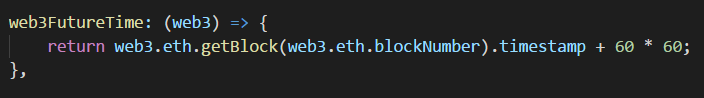 web3FutureTime: (web3) => {
    return web3.eth.getBlock(web3.eth.blockNumber).timestamp + 60 * 60;
},